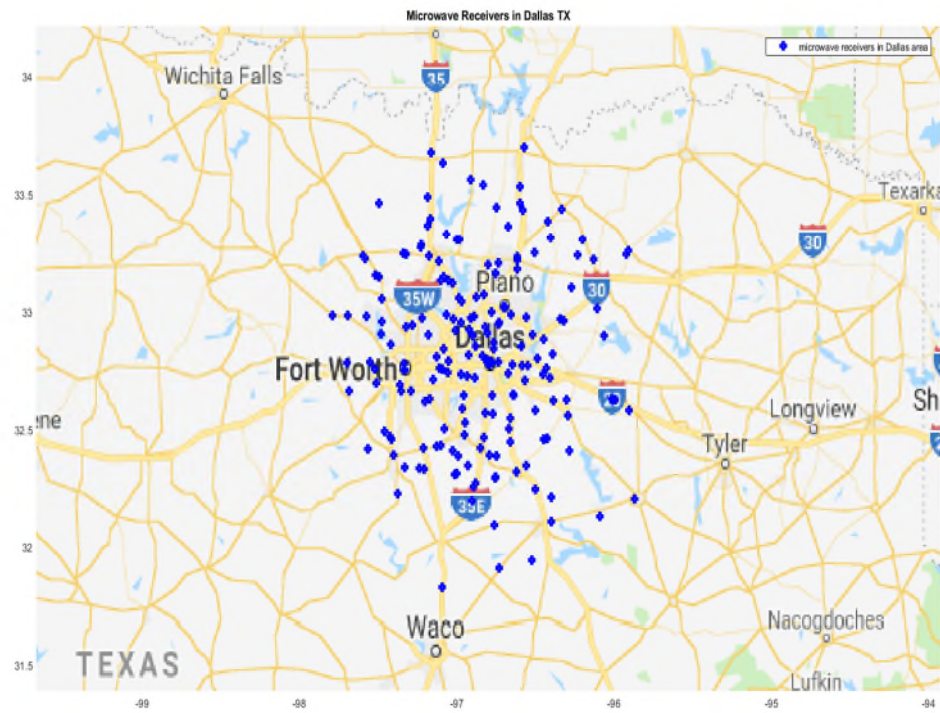 Microwave Receivers in Dallas TX
microwave receivers in Dallas area
34
Wichita Falls
35
33.5
Texarka
30
33
Plano
35W
30
Dallas
Fort Worth
32.5
ene
Longview
Sh
Tyler
35E
32
Waco
Nacogdoches
31.5
TEXAS
Lufkin
-99
-98
-97
-96
-95
-94